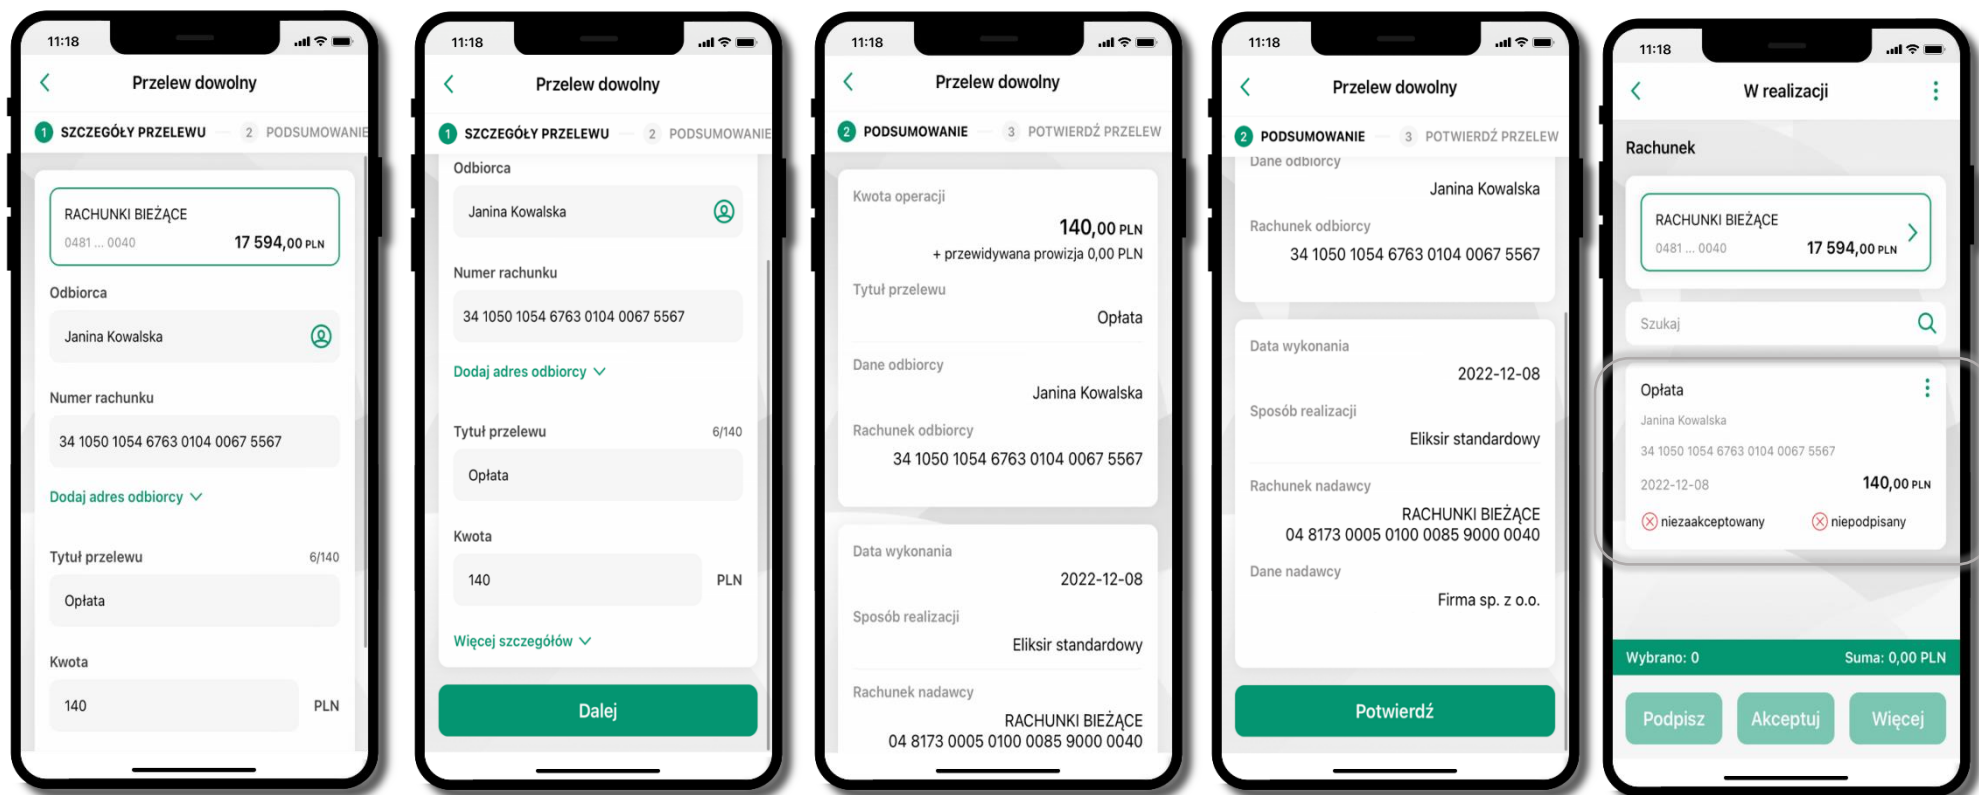 11:18
Przelew dowolny
1 SZCZEGÓŁY PRZELEWU 2 PODSUMOWANIE
RACHUNKI BIEŻĄCE
0481 ... 0040 17 594,00 PLN
Odbiorca
Janina Kowalska
Numer rachunku
34 1050 1054 6763 0104 0067 5567
Dodaj adres odbiorcy
Tytuł przelewu 6/140
Opłata
Kwota
140 PLN
11:18
Przelew dowolny
1 SZCZEGÓŁY PRZELEWU 2 PODSUMOWANIE
Odbiorca
Janina Kowalska
Numer rachunku
34 1050 1054 6763 0104 0067 5567
Dodaj adres odbiorcy
Tytuł przelewu 6/140
Opłata
Kwota
140 PLN
Więcej szczegółów
Dalej
11:18
Przelew dowolny
2 PODSUMOWANIE 3 POTWIERDŹ PRZELEW
Kwota operacji
140,00 PLN
+ przewidywana prowizja 0,00 PLN
Tytuł przelewu
Opłata
Dane odbiorcy
Janina Kowalska
Rachunek odbiorcy
34 1050 1054 6763 0104 0067 5567
Data wykonania
2022-12-08
Sposób realizacji
Eliksir standardowy
Rachunek nadawcy
RACHUNKI BIEŻĄCE
04 8173 0005 0100 0085 9000 0040
11:18
Przelew dowolny
2 PODSUMOWANIE 3 POTWIERDŹ PRZELEW
Dane odbiorcy
Janina Kowalska
Rachunek odbiorcy
34 1050 1054 6763 0104 0067 5567
Data wykonania
2022-12-08
Sposób realizacji
Eliksir standardowy
Rachunek nadawcy
RACHUNKI BIEŻĄCE
04 8173 0005 0100 0085 9000 0040
Dane nadawcy
Firma sp. z o.o.
Potwierdź
11:18
W realizacji
Rachunek
RACHUNKI BIEŻĄCE
0481 ... 0040 17 594,00 PLN
Szukaj
Opłata
Janina Kowalska
34 1050 1054 6763 0104 0067 5567
2022-12-08 140,00 PLN
niezaakceptowany niepodpisany
Wybrano: 0 Suma: 0,00 PLN
Podpisz Akceptuj Więcej